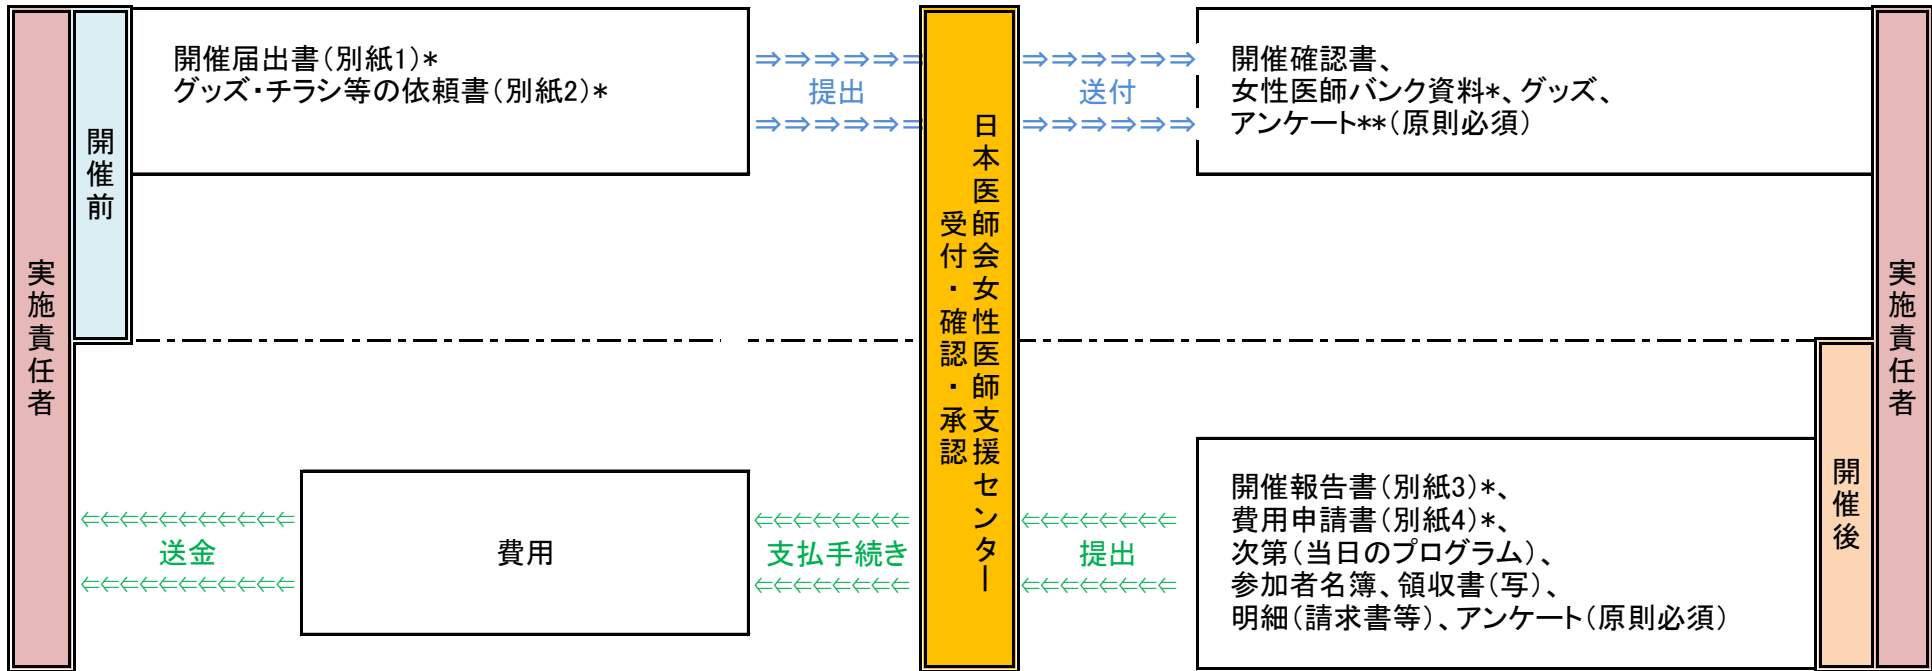 実施責任者
開催前
開催届出書（別紙1）*
グッズ・チラシ等の依頼書（別紙2）*
⇒⇒⇒⇒⇒⇒
提出
⇒⇒⇒⇒⇒⇒
日本医師会女性医師支援センター
受付・確認・承認
⇒⇒⇒⇒⇒⇒
送付
⇒⇒⇒⇒⇒⇒
開催確認書、
女性医師バンク資料*、グッズ、
アンケート**（原則必須）
実施責任者
開催後
開催報告書（別紙3）*、
費用申請書（別紙4）*、
次第（当日のプログラム）、
参加者名簿、領収書（写）、
明細（請求書等）、アンケート（原則必須）
⇐⇐⇐⇐⇐⇐⇐⇐
提出
⇐⇐⇐⇐⇐⇐⇐⇐
⇐⇐⇐⇐⇐⇐⇐⇐
支払手続き
⇐⇐⇐⇐⇐⇐⇐⇐
費用
⇐⇐⇐⇐⇐⇐⇐⇐⇐⇐⇐
送金
⇐⇐⇐⇐⇐⇐⇐⇐⇐⇐⇐